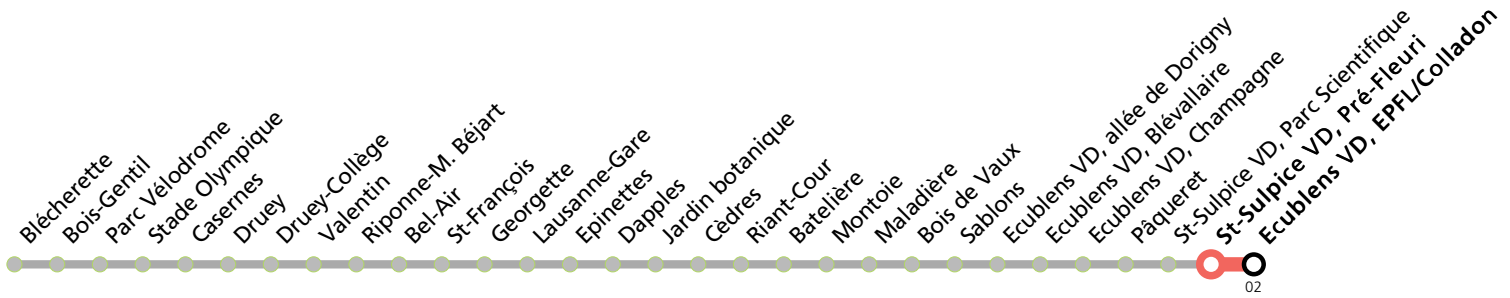 Blécherette
Bois-Gentil
Parc Vélodrome
Stade Olympique
Casernes
Druey
Druey-Collège
Valentin
Riponne-M. Béjart
Bel-Air
St-François
Georgette
Lausanne-Gare
Epinettes
Dapples
Jardin botanique
Cèdres
Riant-Cour
Batelière
Montoie
Maladière
Bois de Vaux
Sablons
Ecublens VD, allée de Dorigny
Ecublens VD, Blévallaire
Ecublens VD, Champagne
Pâqueret
St-Sulpice VD, Parc Scientifique
St-Sulpice VD, Pré-Fleuri
Ecublens VD, EPFL/Colladon
02